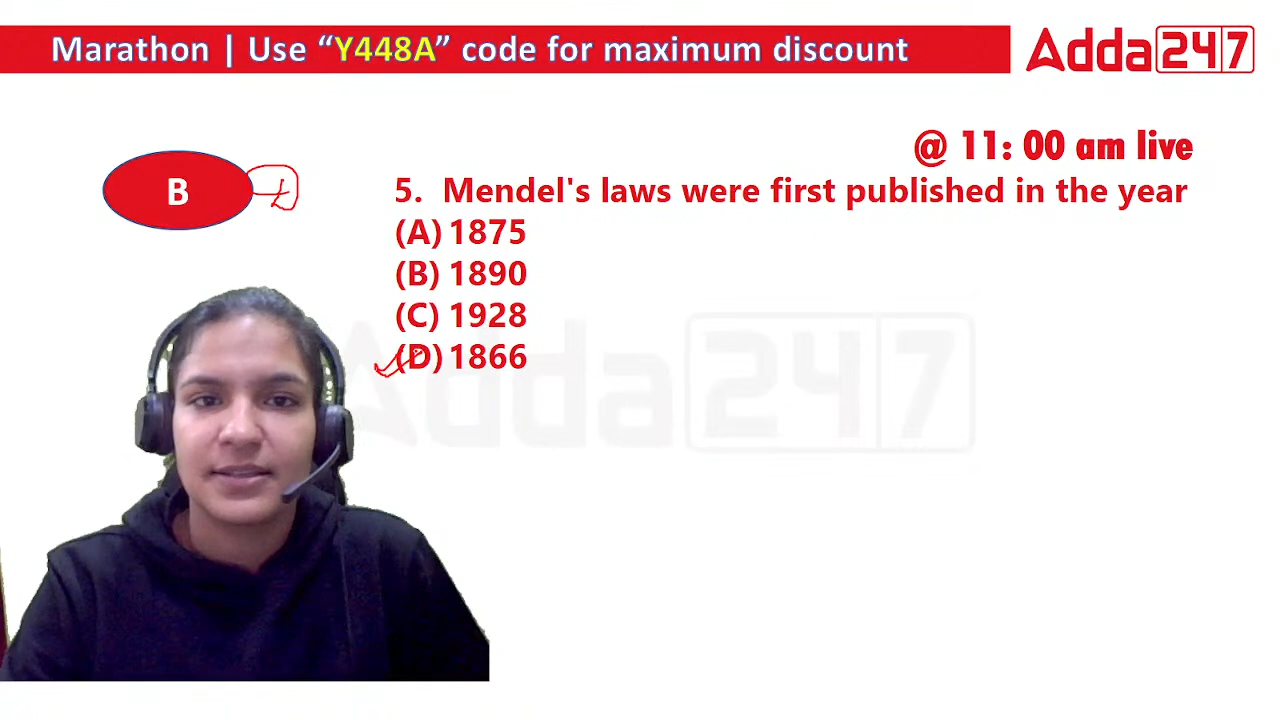 Marathon | Use “Y448A” code for maximum discount
Adda247
@ 11: 00 am live
B
5. Mendel's laws were first published in the year
(A) 1875
(B) 1890
(C) 1928
(D) 1866
Adda247